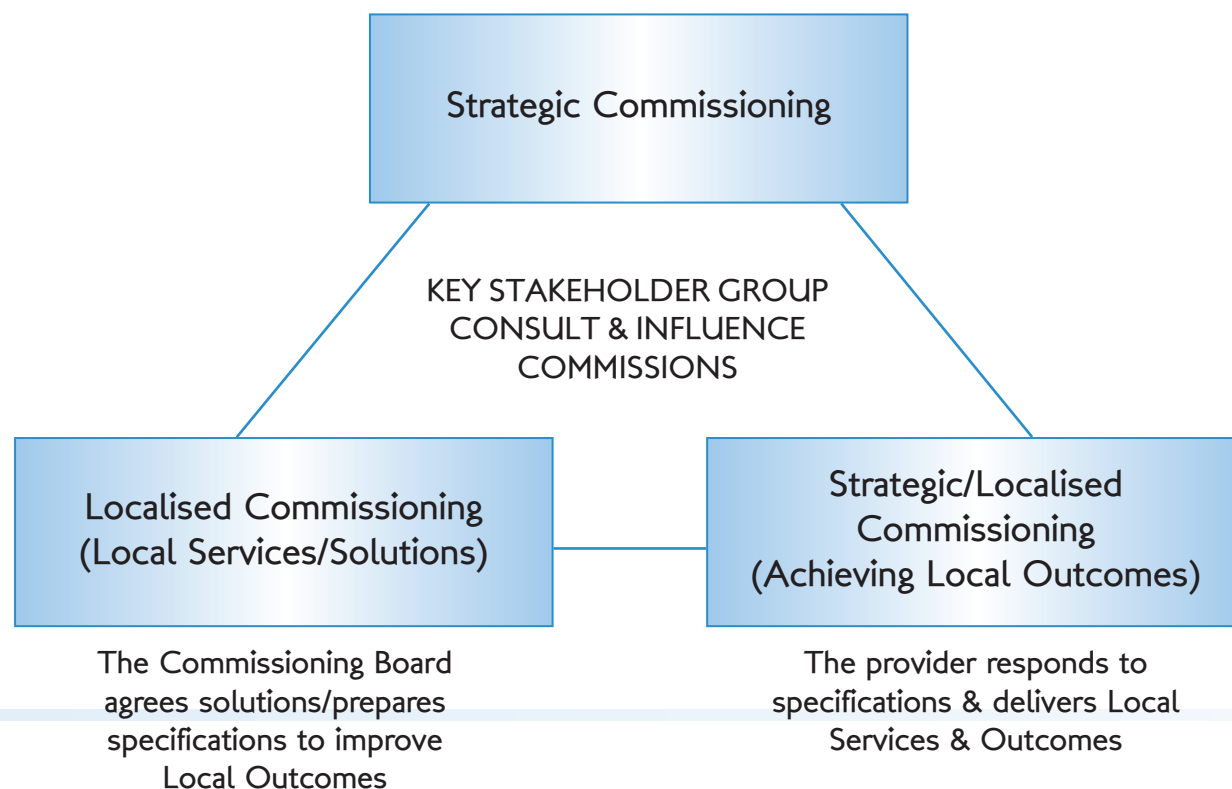 Strategic Commissioning
KEY STAKEHOLDER GROUP
CONSULT & INFLUENCE
COMMISSIONS
Localised Commissioning
(Local Services/Solutions)
Strategic/Localised
Commissioning
(Achieving Local Outcomes)
The Commissioning Board
agrees solutions/prepares
specifications to improve
Local Outcomes
The provider responds to
specifications & delivers Local
Services & Outcomes